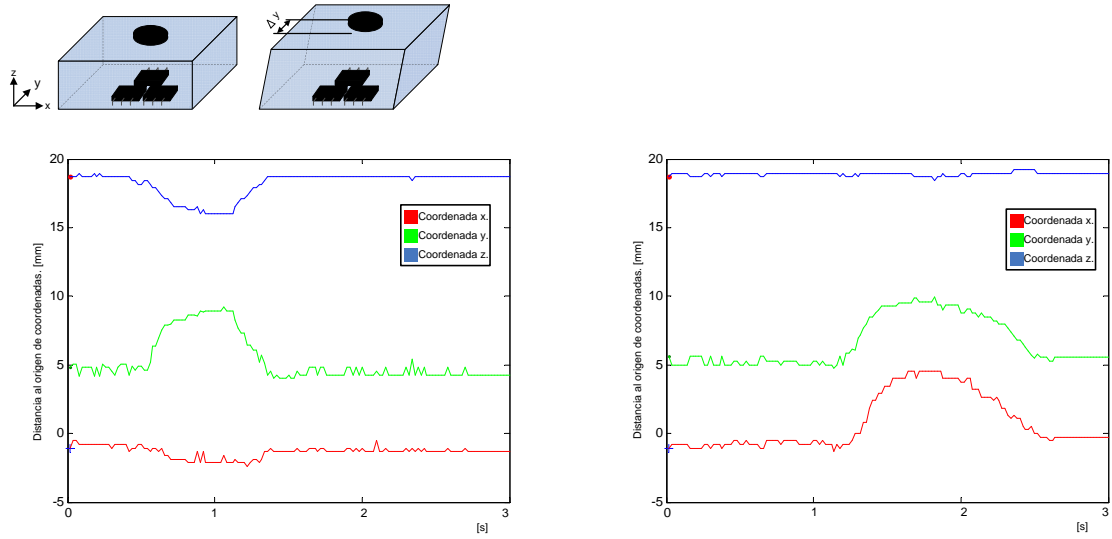 Δ y
z
y
x
20
15
10
5
0
-5
0
1
2
3
[s]
Distancia al origen de coordenadas. [mm]
Coordenada x.
Coordenada y.
Coordenada z.
20
15
10
5
0
-5
0
1
2
3
[s]
Distancia al origen de coordenadas. [mm]
Coordenada x.
Coordenada y.
Coordenada z.